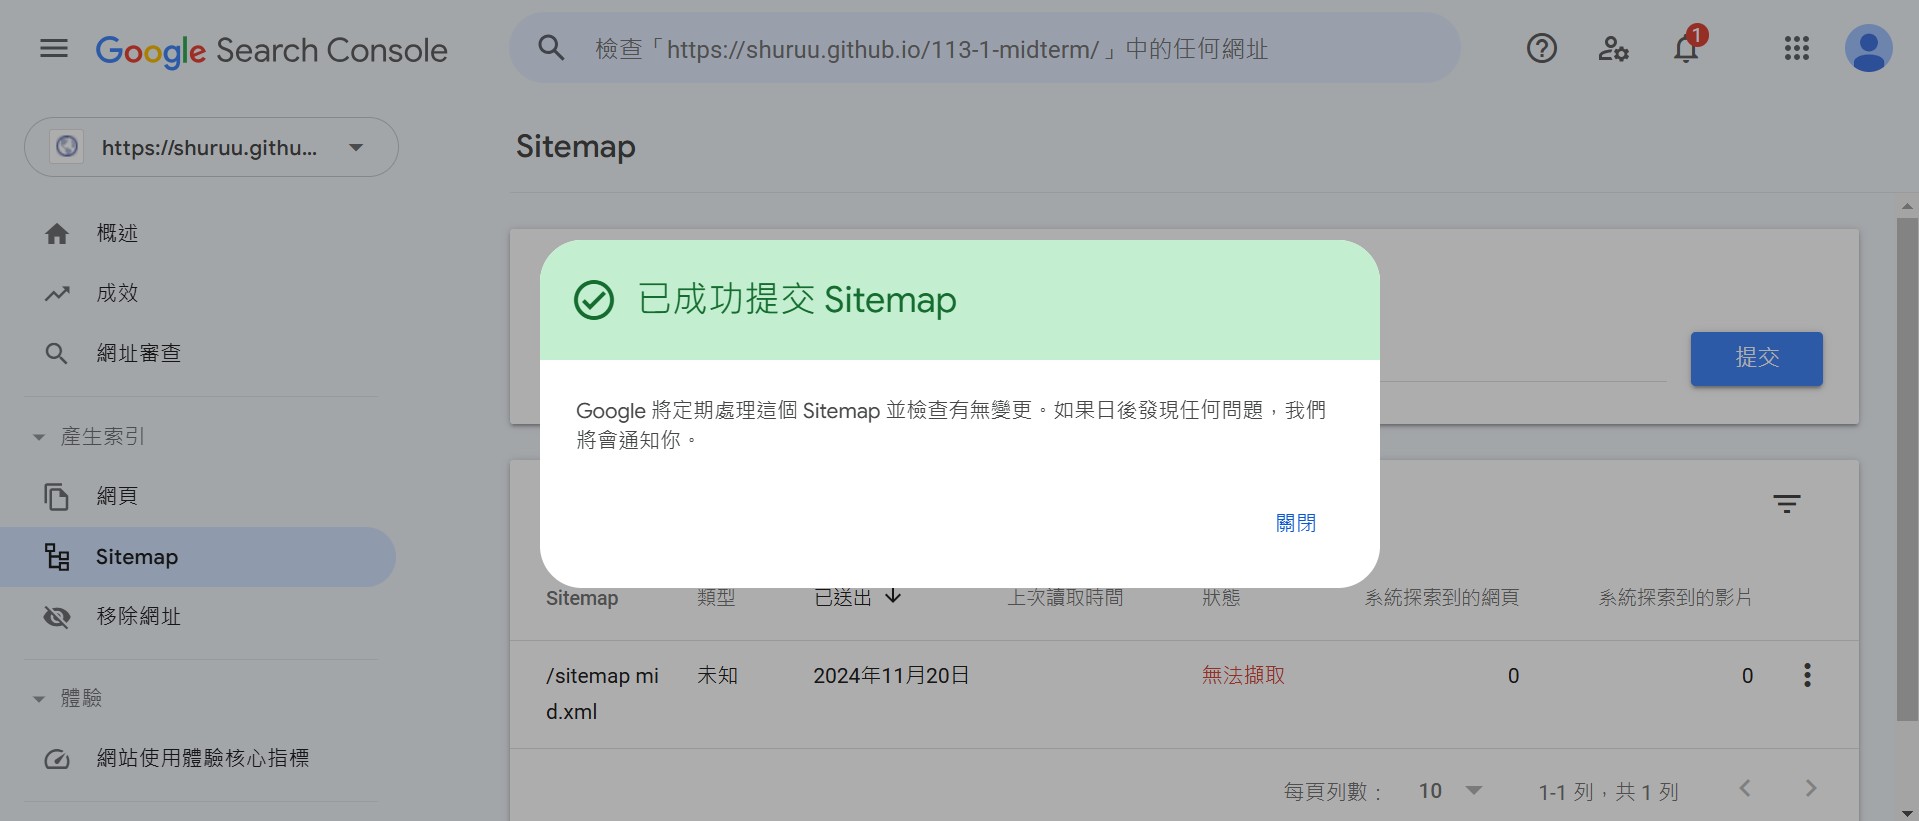 Google Search Console
檢查「https://shuruu.github.io/113-1-midterm/」中的任何網址
1
https://shuruu.githu...
Sitemap
概述
成效
網址審查
產生索引
網頁
Sitemap
移除網址
體驗
網站使用體驗核心指標
提交
已成功提交 Sitemap
Google 將定期處理這個 Sitemap 並檢查有無變更。如果日後發現任何問題，我們
將會通知你。
關閉
Sitemap 類型 已送出 上次讀取時間 狀態 系統探索到的網頁 系統探索到的影片
/sitemap mi 未知 2024年11月20日 無法擷取 0 0
d.xml
每頁列數： 10 1-1 列，共 1 列